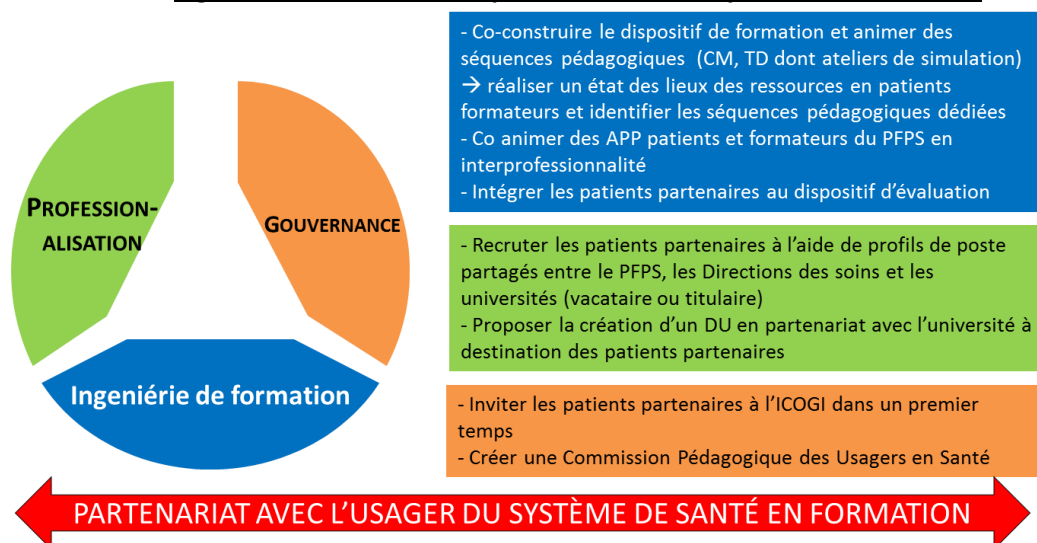 PROFESSION-
ALISATION
GOUVERNANCE
Ingeniérie de formation
- Co-construire le dispositif de formation et animer des
séquences pédagogiques (CM, TD dont ateliers de simulation)
→ réaliser un état des lieux des ressources en patients
formateurs et identifier les séquences pédagogiques dédiées
- Co animer des APP patients et formateurs du PFPS en
interprofessionnalité
- Intégrer les patients partenaires au dispositif d’évaluation
- Recruter les patients partenaires à l’aide de profils de poste
partagés entre le PFPS, les Directions des soins et les
universités (vacataire ou titulaire)
- Proposer la création d’un DU en partenariat avec l’université à
destination des patients partenaires
- Inviter les patients partenaires à l’ICOGI dans un premier
temps
- Créer une Commission Pédagogique des Usagers en Santé
PARTENARIAT AVEC L’USAGER DU SYSTÈME DE SANTÉ EN FORMATION